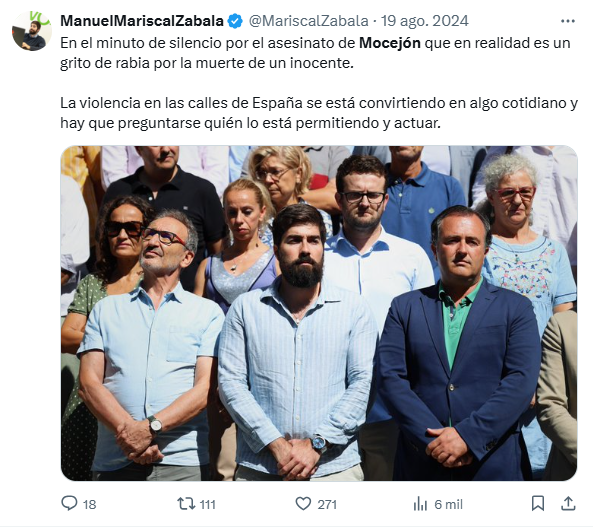 ManuelMariscalZabala @MariscalZabala · 19 ago. 2024
En el minuto de silencio por el asesinato de Mocejón que en realidad es un
grito de rabia por la muerte de un inocente.
La violencia en las calles de España se está convirtiendo en algo cotidiano y
hay que preguntarse quién lo está permitiendo y actuar.
18 111 271 6 mil